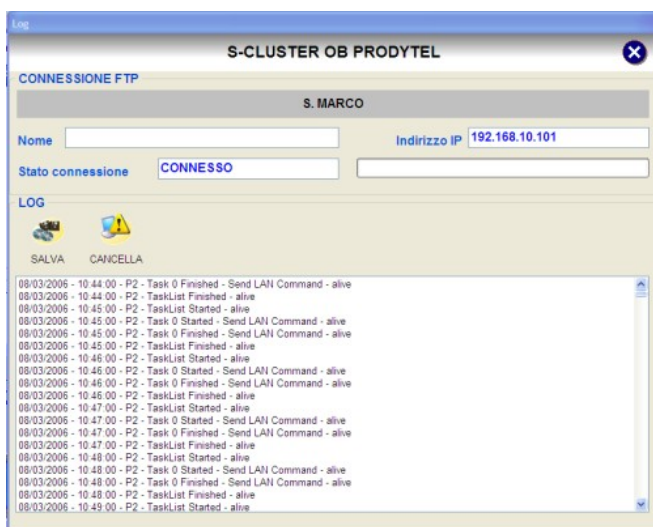 Log
S-CLUSTER OB PRODYTEL
CONNESSIONE FTP
S. MARCO
Nome
Indirizzo IP 192.168.10.101
Stato connessione CONNESSO
LOG
SALVA CANCELLA
08/03/2006 - 10:44:00 - P2 - Task 0 Finished - Send LAN Command - alive
08/03/2006 - 10:44:00 - P2 - TaskList Finished - alive
08/03/2006 - 10:45:00 - P2 - TaskList Started - alive
08/03/2006 - 10:45:00 - P2 - Task 0 Started - Send LAN Command - alive
08/03/2006 - 10:45:00 - P2 - Task 0 Finished - Send LAN Command - alive
08/03/2006 - 10:45:00 - P2 - TaskList Finished - alive
08/03/2006 - 10:46:00 - P2 - TaskList Started - alive
08/03/2006 - 10:46:00 - P2 - Task 0 Started - Send LAN Command - alive
08/03/2006 - 10:46:00 - P2 - Task 0 Finished - Send LAN Command - alive
08/03/2006 - 10:46:00 - P2 - TaskList Finished - alive
08/03/2006 - 10:47:00 - P2 - TaskList Started - alive
08/03/2006 - 10:47:00 - P2 - Task 0 Started - Send LAN Command - alive
08/03/2006 - 10:47:00 - P2 - Task 0 Finished - Send LAN Command - alive
08/03/2006 - 10:47:00 - P2 - TaskList Finished - alive
08/03/2006 - 10:48:00 - P2 - TaskList Started - alive
08/03/2006 - 10:48:00 - P2 - Task 0 Started - Send LAN Command - alive
08/03/2006 - 10:48:00 - P2 - Task 0 Finished - Send LAN Command - alive
08/03/2006 - 10:48:00 - P2 - TaskList Finished - alive
08/03/2006 - 10:49:00 - P2 - TaskList Started - alive